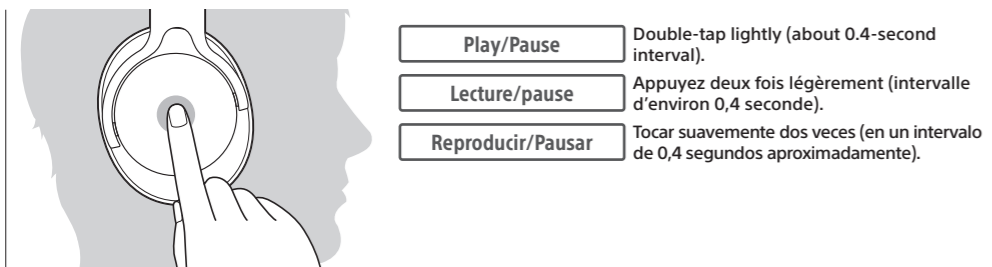 Play/Pause
Double-tap lightly (about 0.4-second
interval).
Lecture/pause
Appuyez deux fois légèrement (intervalle
d’environ 0,4 seconde).
Reproducir/Pausar
Tocar suavemente dos veces (en un intervalo
de 0,4 segundos aproximadamente).